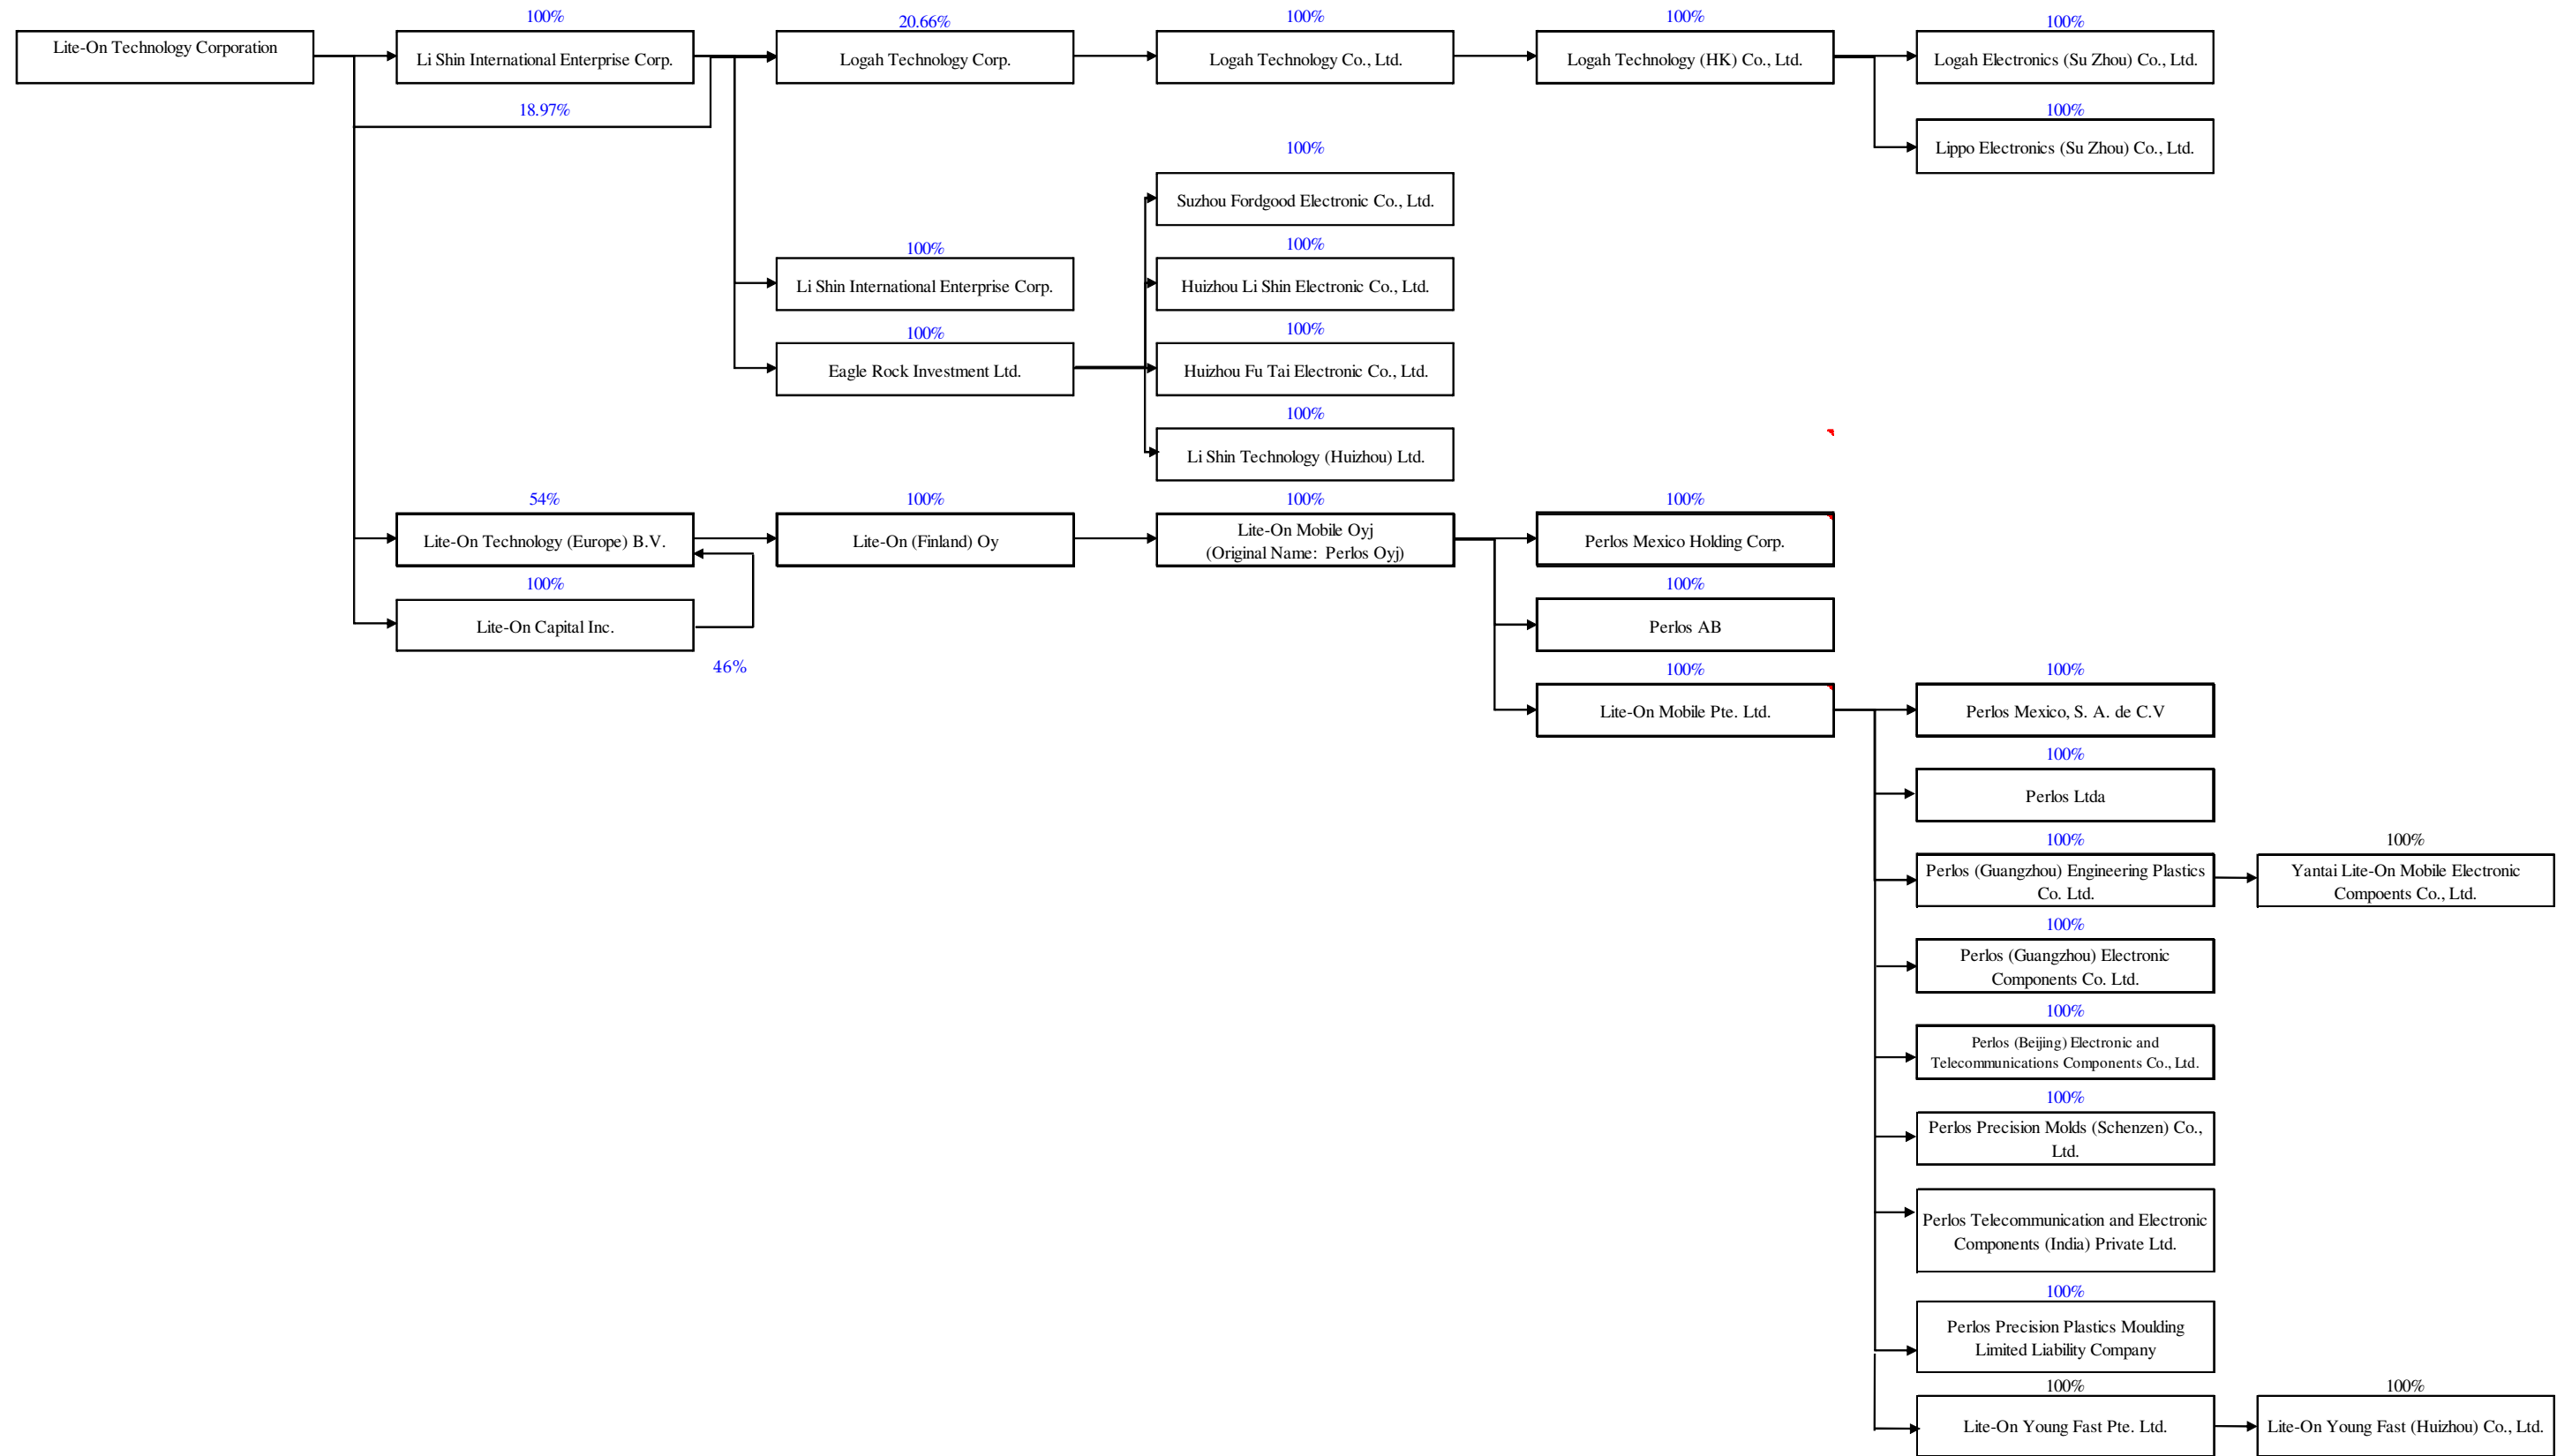 100%
20.66%
100%
100%
100%
Lite-On Technology Corporation
Li Shin International Enterprise Corp.
Logah Technology Corp.
Logah Technology Co., Ltd.
Logah Technology (HK) Co., Ltd.
Logah Electronics (Su Zhou) Co., Ltd.
18.97%
100%
Lippo Electronics (Su Zhou) Co., Ltd.
100%
Suzhou Fordgood Electronic Co., Ltd.
100%
100%
Li Shin International Enterprise Corp.
Huizhou Li Shin Electronic Co., Ltd.
100%
100%
Eagle Rock Investment Ltd.
Huizhou Fu Tai Electronic Co., Ltd.
100%
Li Shin Technology (Huizhou) Ltd.
54%
100%
100%
100%
Lite-On Technology (Europe) B.V.
Lite-On (Finland) Oy
Lite-On Mobile Oyj
(Original Name: Perlos Oyj)
Perlos Mexico Holding Corp.
100%
100%
Lite-On Capital Inc.
Perlos AB
46%
100%
100%
Lite-On Mobile Pte. Ltd.
Perlos Mexico, S. A. de C.V
100%
Perlos Ltda
100%
100%
Perlos (Guangzhou) Engineering Plastics
Co. Ltd.
Yantai Lite-On Mobile Electronic
Compoents Co., Ltd.
100%
Perlos (Guangzhou) Electronic
Components Co. Ltd.
100%
Perlos (Beijing) Electronic and
Telecommunications Components Co., Ltd.
100%
Perlos Precision Molds (Schenzen) Co.,
Ltd.
Perlos Telecommunication and Electronic
Components (India) Private Ltd.
100%
Perlos Precision Plastics Moulding
Limited Liability Company
100%
100%
Lite-On Young Fast Pte. Ltd.
Lite-On Young Fast (Huizhou) Co., Ltd.